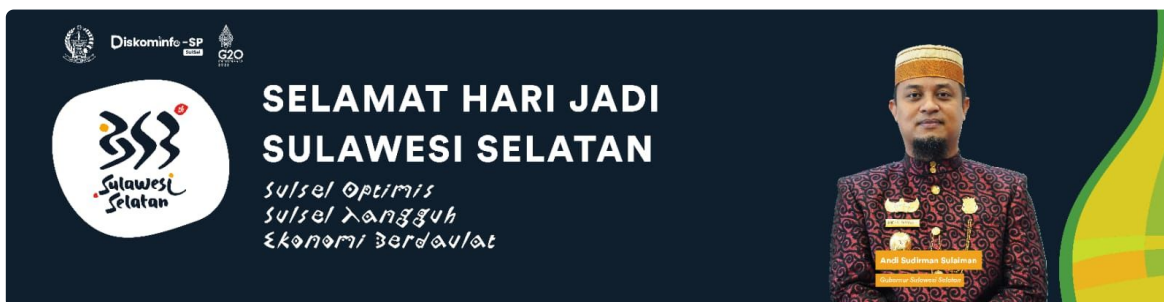 Diskominfo-SP
SulSel
G20
353
Sulawesi
Selatan
SELAMAT HARI JADI
SULAWESI SELATAN
Sulsel Optimis
Sulsel Tangguh
Ekonomi Berdaulat
Andi Sudirman Sulaiman
Gubernur Sulawesi Selatan